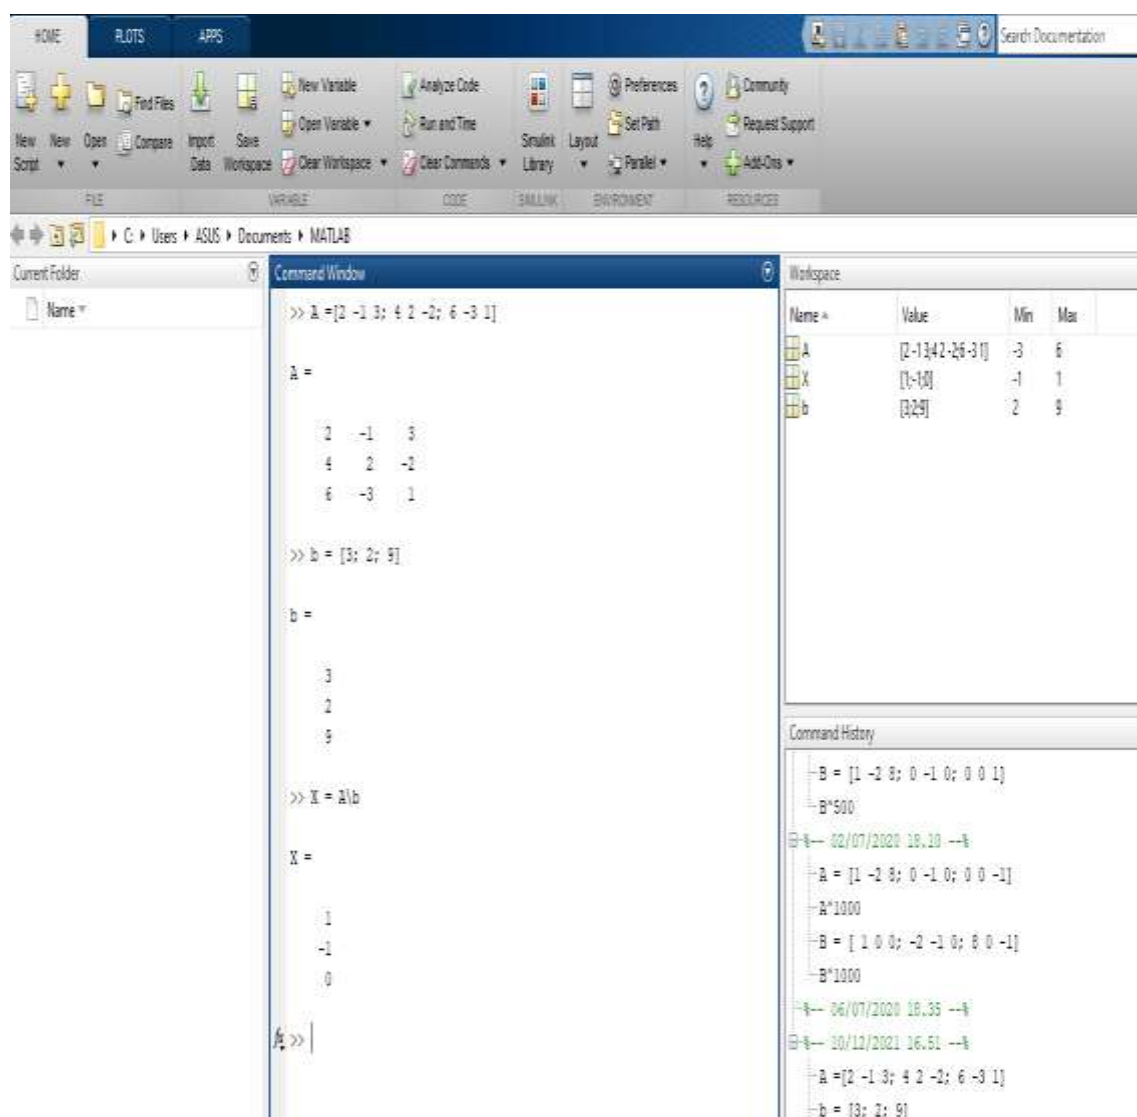 HOME PLOTS APPS
Search Documentation
New Script
New
Open
Find Files
Compare
Import Data
Save Workspace
New Variable
Open Variable
Clear Workspace
Analyze Code
Run and Time
Clear Commands
Simulink Library
Layout
Preferences
Set Path
Parallel
Help
Community
Request Support
Add-Ons
FILE VARIABLE CODE SIMULINK ENVIRONMENT RESOURCES
C: Users ASUS Documents MATLAB
Current Folder
Name
Command Window
>> A =[2 -1 3; 4 2 -2; 6 -3 1]
A =
2 -1 3
4 2 -2
6 -3 1
>> b = [3; 2; 9]
b =
3
2
9
>> X = A\b
X =
1
-1
0
fx >>
Workspace
Name Value Min Max
A [2 -1 3;4 2 -2;6 -3 1] -3 6
X [1;-1;0] -1 1
b [3;2;9] 2 9
Command History
B = [1 -2 8; 0 -1 0; 0 0 1]
B^500
%-- 02/07/2020 18.10 --%
A = [1 -2 8; 0 -1 0; 0 0 -1]
A^1000
B = [ 1 0 0; -2 -1 0; 8 0 -1]
B^1000
%-- 06/07/2020 18.35 --%
%-- 10/12/2021 16.51 --%
A =[2 -1 3; 4 2 -2; 6 -3 1]
b = [3; 2; 9]